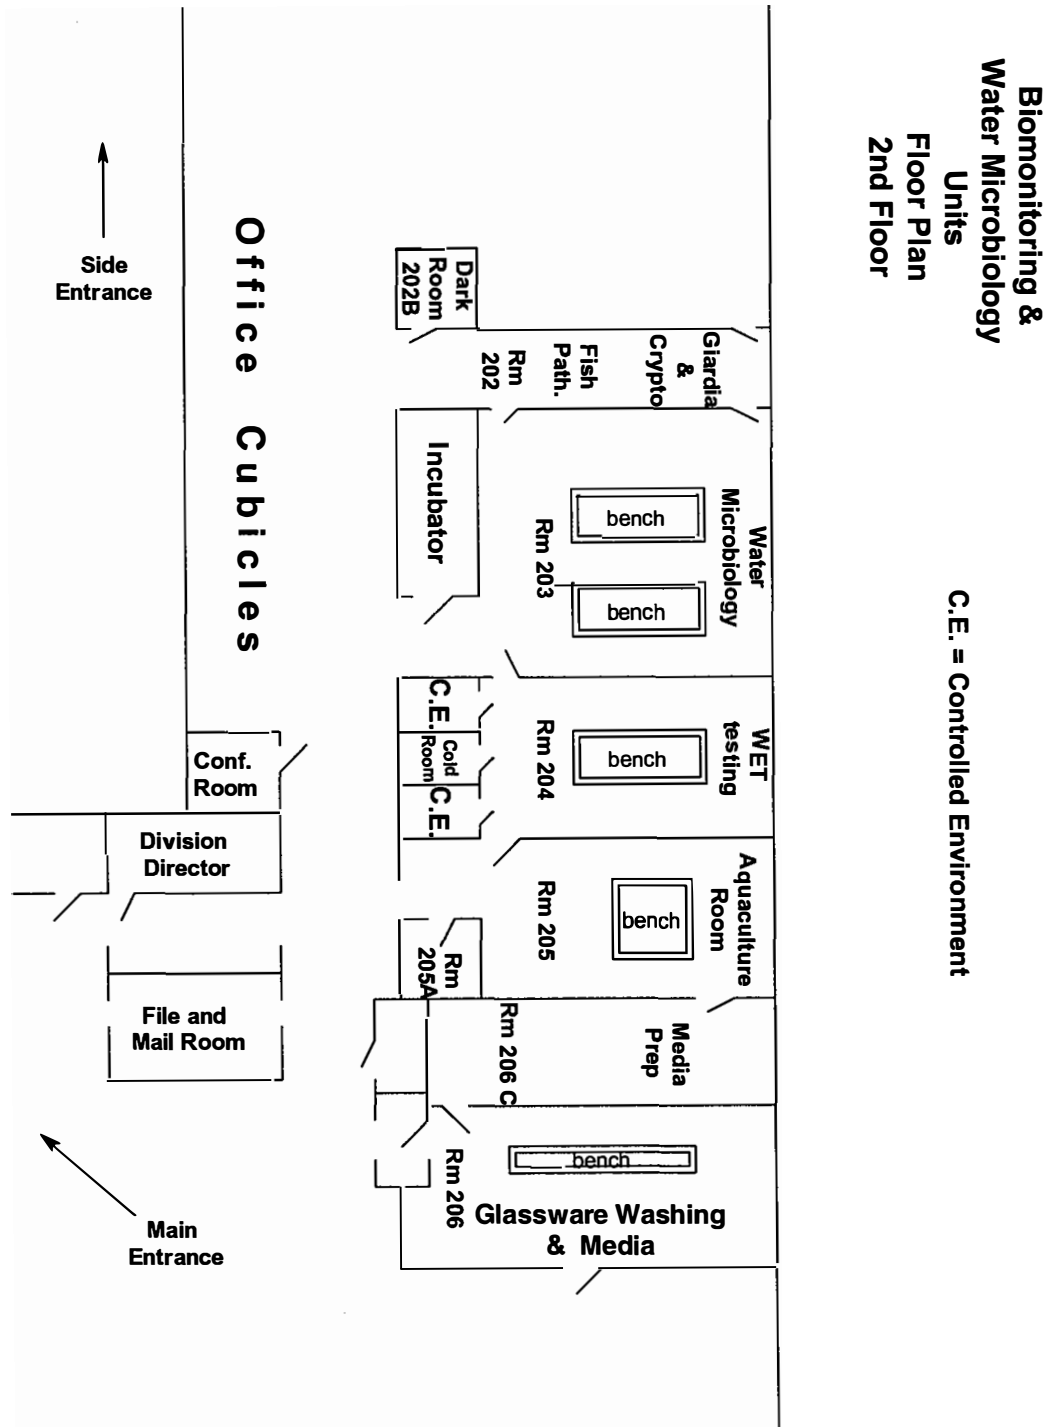 Biomonitoring &
Water Microbiology
Units
Floor Plan
2nd Floor
C.E. = Controlled Environment
Side
Entrance
Office Cubicles
Dark
Room
202B
Giardia
&
Crypto
Fish
Path.
Rm
202
Incubator
Water
Microbiology
bench
bench
Rm 203
C.E.
Cold
Room
C.E.
WET
testing
bench
Rm 204
Conf.
Room
Division
Director
Aquaculture
Room
bench
Rm 205
Rm
205A
File and
Mail Room
Media
Prep
Rm 206 C
bench
Rm 206
Glassware Washing
& Media
Main
Entrance